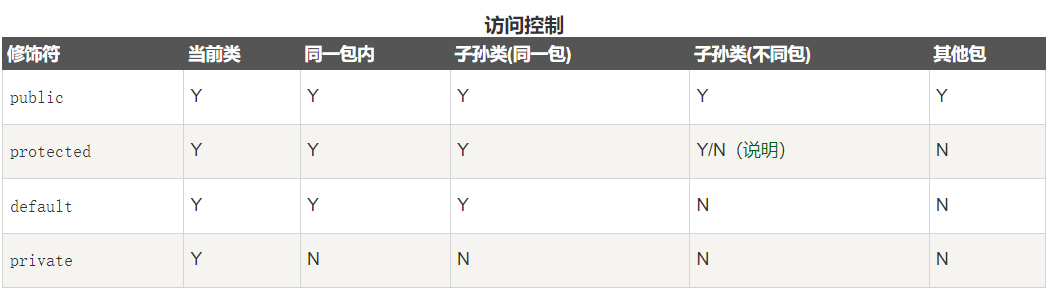 访问控制
修饰符 当前类 同一包内 子孙类(同一包) 子孙类(不同包) 其他包
public Y Y Y Y Y
protected Y Y Y Y/N（说明） N
default Y Y Y N N
private Y N N N N